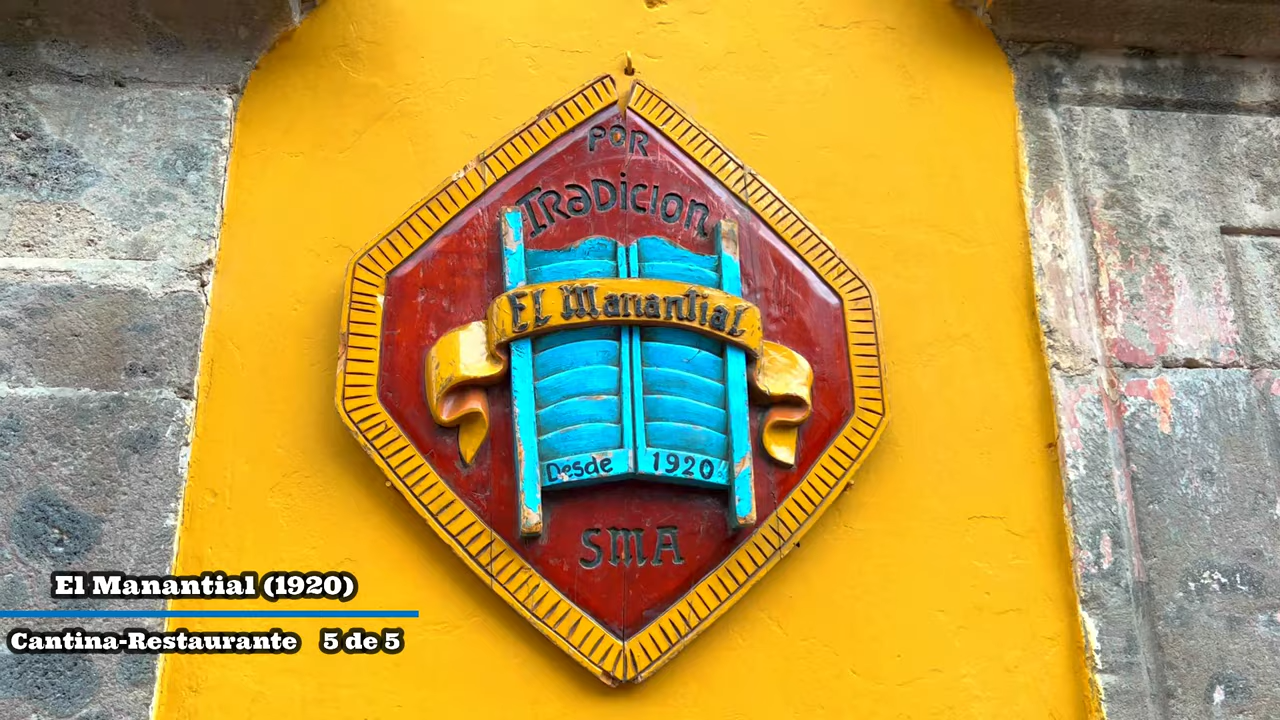 POR
TRADICION
EL Manantial
Desde 1920
SMA
El Manantial (1920)
Cantina-Restaurante 5 de 5